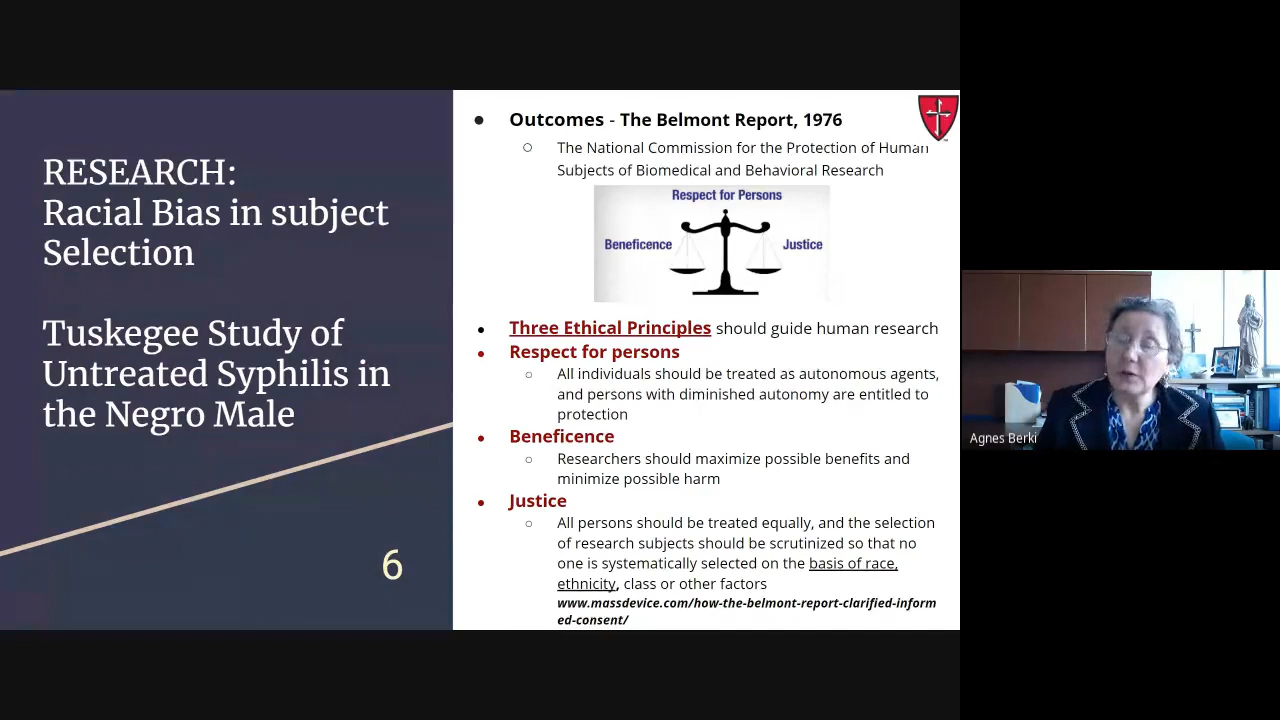 RESEARCH:
Racial Bias in subject
Selection
Tuskegee Study of
Untreated Syphilis in
the Negro Male
6
● Outcomes - The Belmont Report, 1976
○ The National Commission for the Protection of Human
Subjects of Biomedical and Behavioral Research
Respect for Persons
Beneficence
Justice
● Three Ethical Principles should guide human research
● Respect for persons
○ All individuals should be treated as autonomous agents,
and persons with diminished autonomy are entitled to
protection
● Beneficence
○ Researchers should maximize possible benefits and
minimize possible harm
● Justice
○ All persons should be treated equally, and the selection
of research subjects should be scrutinized so that no
one is systematically selected on the basis of race,
ethnicity, class or other factors
www.massdevice.com/how-the-belmont-report-clarified-inform
ed-consent/
Agnes Berki